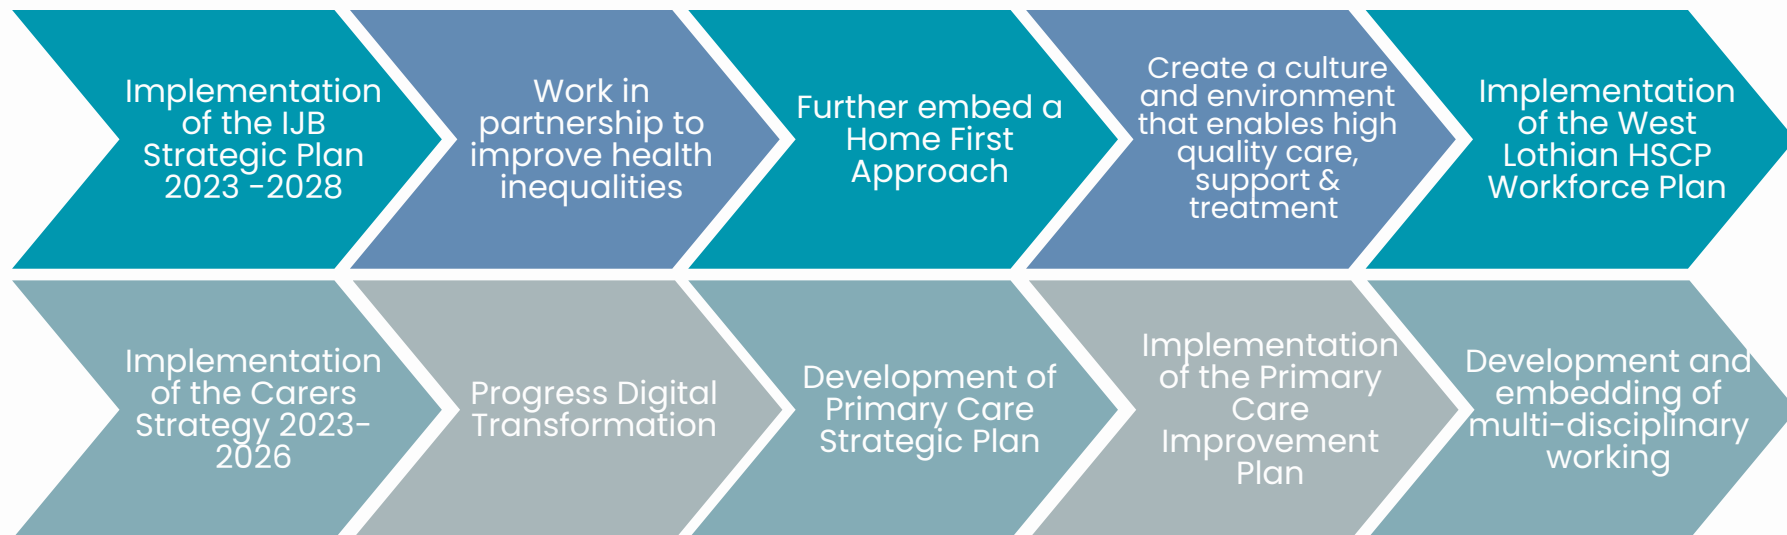 Implementation
of the IJB
Strategic Plan
2023 -2028
Work in
partnership to
improve health
inequalities
Further embed a
Home First
Approach
Create a culture
and environment
that enables high
quality care,
support &
treatment
Implementation
of the West
Lothian HSCP
Workforce Plan
Implementation
of the Carers
Strategy 2023-
2026
Progress Digital
Transformation
Development of
Primary Care
Strategic Plan
Implementation
of the Primary
Care
Improvement
Plan
Development and
embedding of
multi-disciplinary
working